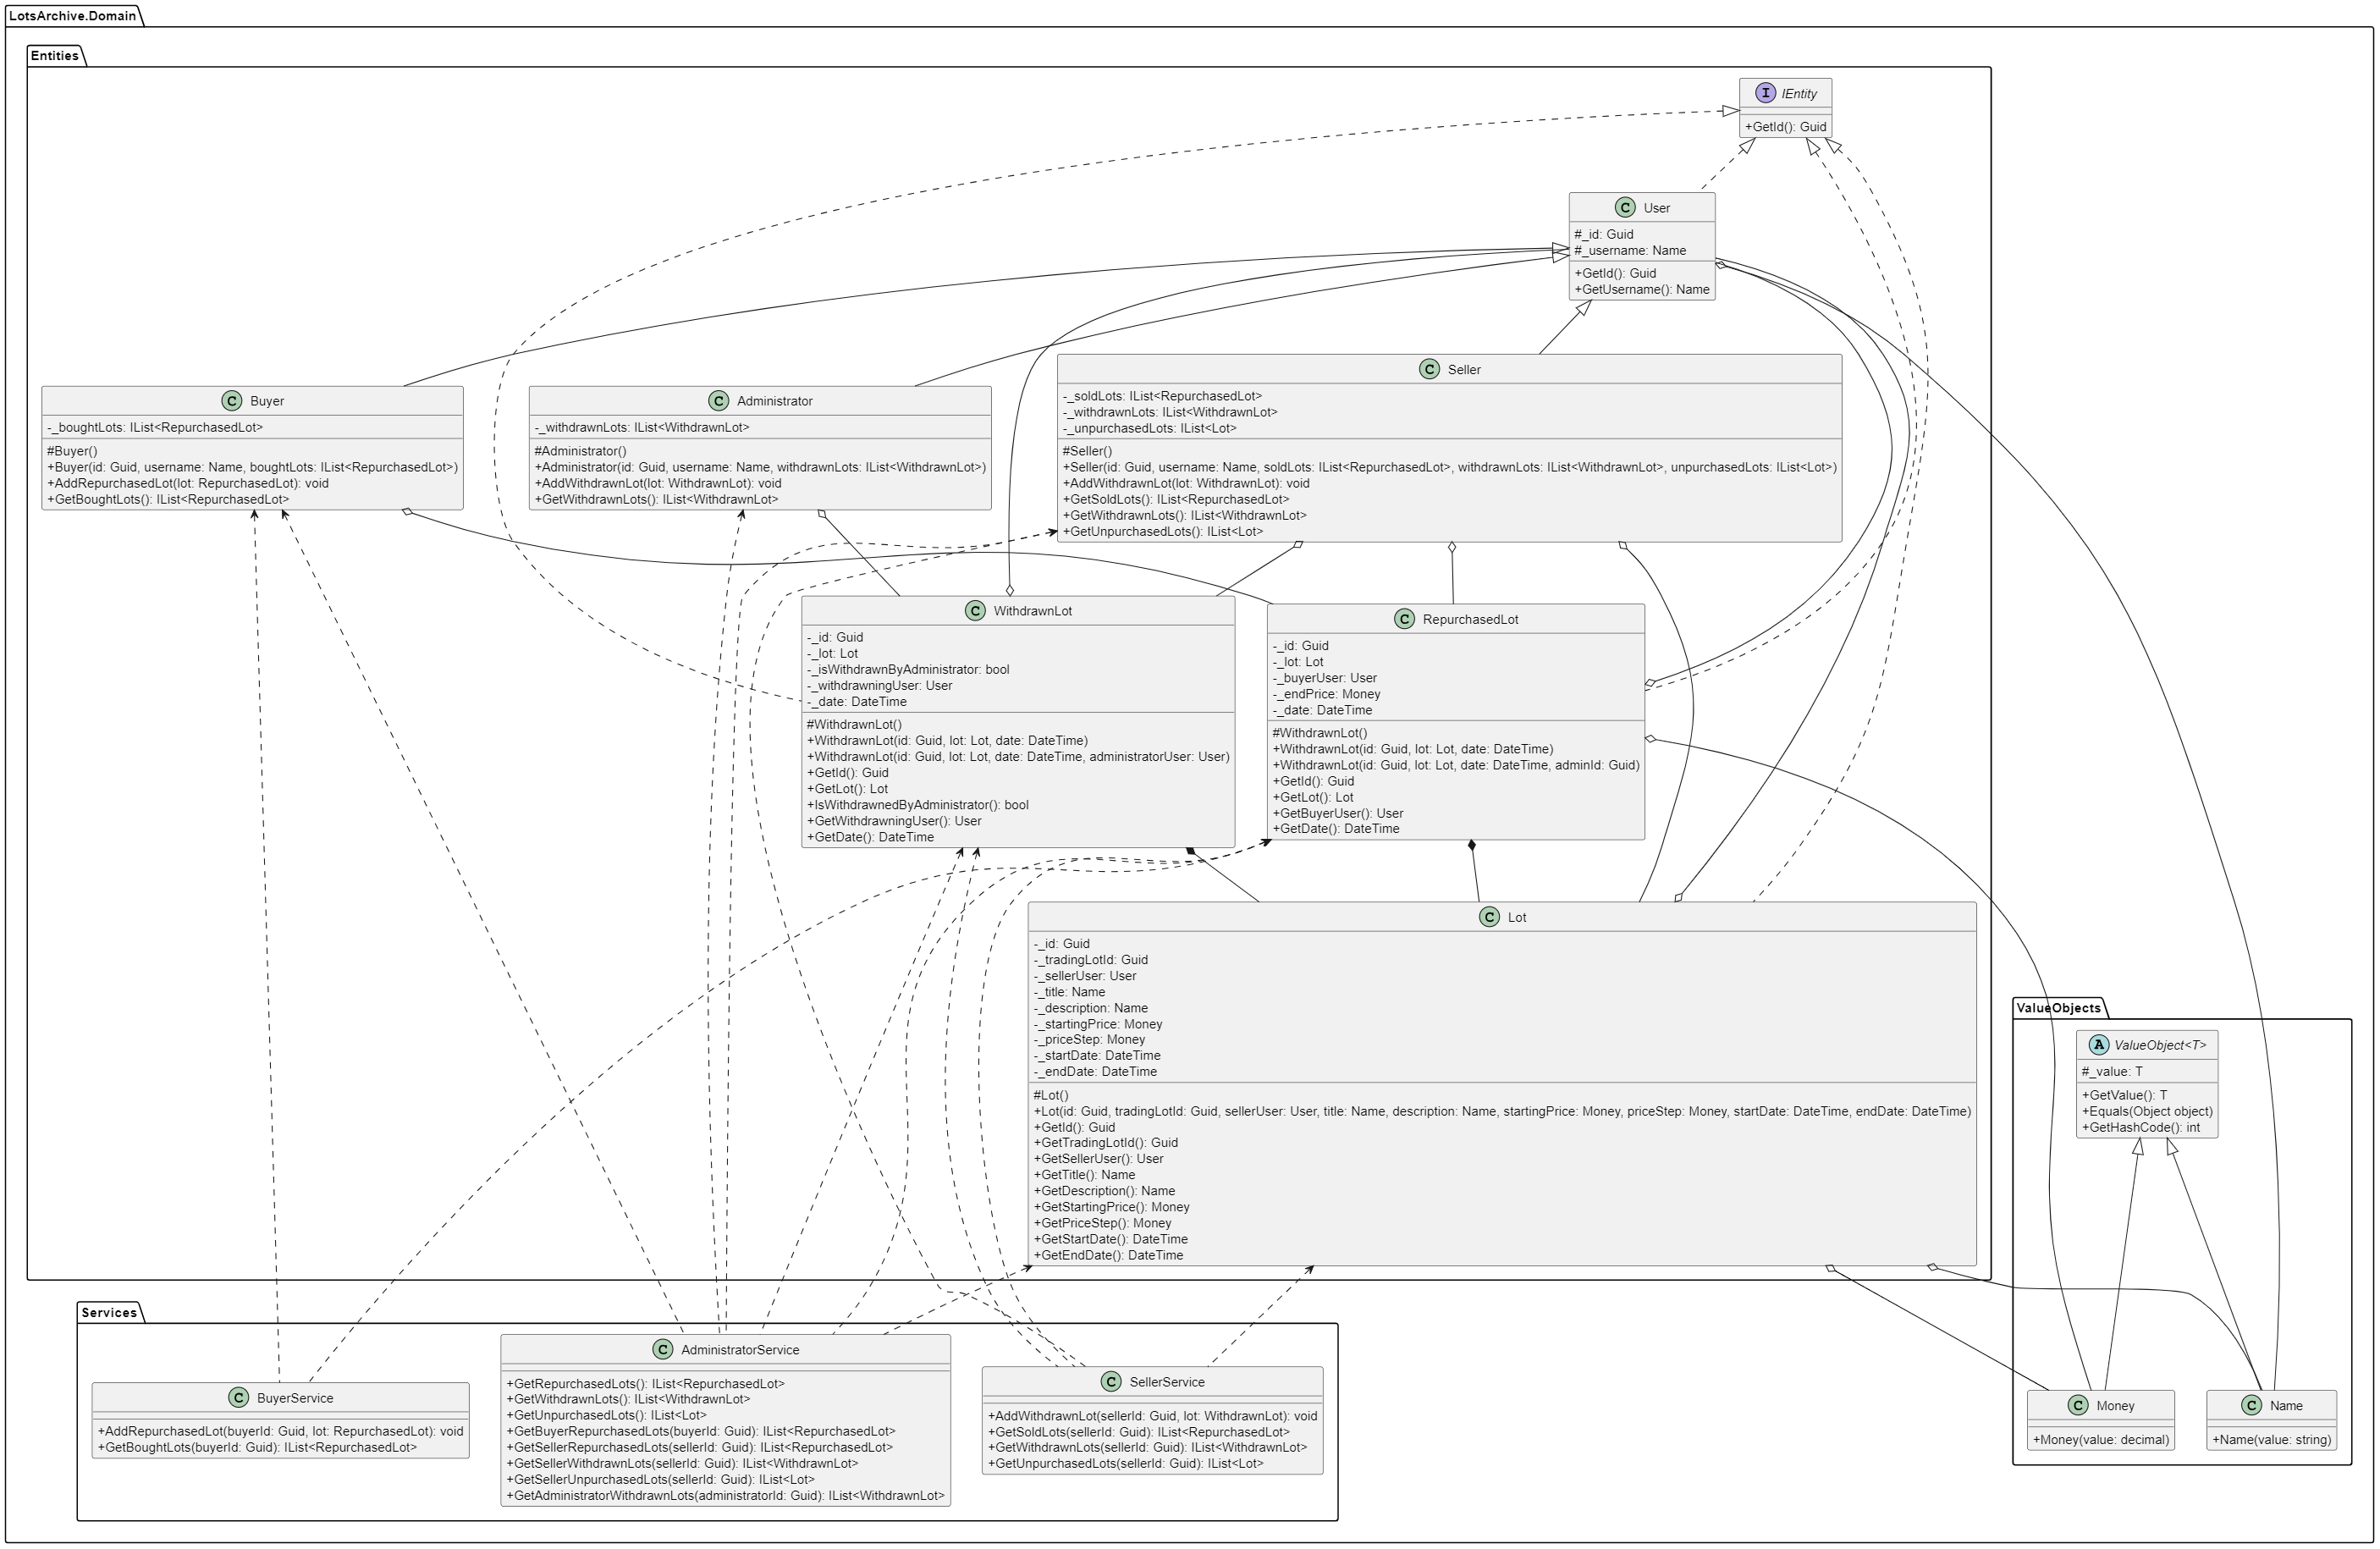 LotsArchive.Domain
Entities
I IEntity
+GetId(): Guid
C User
#_id: Guid
#_username: Name
+GetId(): Guid
+GetUsername(): Name
C Buyer
-_boughtLots: IList<RepurchasedLot>
#Buyer()
+Buyer(id: Guid, username: Name, boughtLots: IList<RepurchasedLot>)
+AddRepurchasedLot(lot: RepurchasedLot): void
+GetBoughtLots(): IList<RepurchasedLot>
C Administrator
-_withdrawnLots: IList<WithdrawnLot>
#Administrator()
+Administrator(id: Guid, username: Name, withdrawnLots: IList<WithdrawnLot>)
+AddWithdrawnLot(lot: WithdrawnLot): void
+GetWithdrawnLots(): IList<WithdrawnLot>
C Seller
-_soldLots: IList<RepurchasedLot>
-_withdrawnLots: IList<WithdrawnLot>
-_unpurchasedLots: IList<Lot>
#Seller()
+Seller(id: Guid, username: Name, soldLots: IList<RepurchasedLot>, withdrawnLots: IList<WithdrawnLot>, unpurchasedLots: IList<Lot>)
+AddWithdrawnLot(lot: WithdrawnLot): void
+GetSoldLots(): IList<RepurchasedLot>
+GetWithdrawnLots(): IList<WithdrawnLot>
+GetUnpurchasedLots(): IList<Lot>
C WithdrawnLot
-_id: Guid
-_lot: Lot
-_isWithdrawnByAdministrator: bool
-_withdrawningUser: User
-_date: DateTime
#WithdrawnLot()
+WithdrawnLot(id: Guid, lot: Lot, date: DateTime)
+WithdrawnLot(id: Guid, lot: Lot, date: DateTime, administratorUser: User)
+GetId(): Guid
+GetLot(): Lot
+IsWithdrawnedByAdministrator(): bool
+GetWithdrawningUser(): User
+GetDate(): DateTime
C RepurchasedLot
-_id: Guid
-_lot: Lot
-_buyerUser: User
-_endPrice: Money
-_date: DateTime
#WithdrawnLot()
+WithdrawnLot(id: Guid, lot: Lot, date: DateTime)
+WithdrawnLot(id: Guid, lot: Lot, date: DateTime, adminId: Guid)
+GetId(): Guid
+GetLot(): Lot
+GetBuyerUser(): User
+GetDate(): DateTime
C Lot
-_id: Guid
-_tradingLotId: Guid
-_sellerUser: User
-_title: Name
-_description: Name
-_startingPrice: Money
-_priceStep: Money
-_startDate: DateTime
-_endDate: DateTime
#Lot()
+Lot(id: Guid, tradingLotId: Guid, sellerUser: User, title: Name, description: Name, startingPrice: Money, priceStep: Money, startDate: DateTime, endDate: DateTime)
+GetId(): Guid
+GetTradingLotId(): Guid
+GetSellerUser(): User
+GetTitle(): Name
+GetDescription(): Name
+GetStartingPrice(): Money
+GetPriceStep(): Money
+GetStartDate(): DateTime
+GetEndDate(): DateTime
ValueObjects
A ValueObject<T>
#_value: T
+GetValue(): T
+Equals(Object object)
+GetHashCode(): int
C Money
+Money(value: decimal)
C Name
+Name(value: string)
Services
C BuyerService
+AddRepurchasedLot(buyerId: Guid, lot: RepurchasedLot): void
+GetBoughtLots(buyerId: Guid): IList<RepurchasedLot>
C AdministratorService
+GetRepurchasedLots(): IList<RepurchasedLot>
+GetWithdrawnLots(): IList<WithdrawnLot>
+GetUnpurchasedLots(): IList<Lot>
+GetBuyerRepurchasedLots(buyerId: Guid): IList<RepurchasedLot>
+GetSellerRepurchasedLots(sellerId: Guid): IList<RepurchasedLot>
+GetSellerWithdrawnLots(sellerId: Guid): IList<WithdrawnLot>
+GetSellerUnpurchasedLots(sellerId: Guid): IList<Lot>
+GetAdministratorWithdrawnLots(administratorId: Guid): IList<WithdrawnLot>
C SellerService
+AddWithdrawnLot(sellerId: Guid, lot: WithdrawnLot): void
+GetSoldLots(sellerId: Guid): IList<RepurchasedLot>
+GetWithdrawnLots(sellerId: Guid): IList<WithdrawnLot>
+GetUnpurchasedLots(sellerId: Guid): IList<Lot>